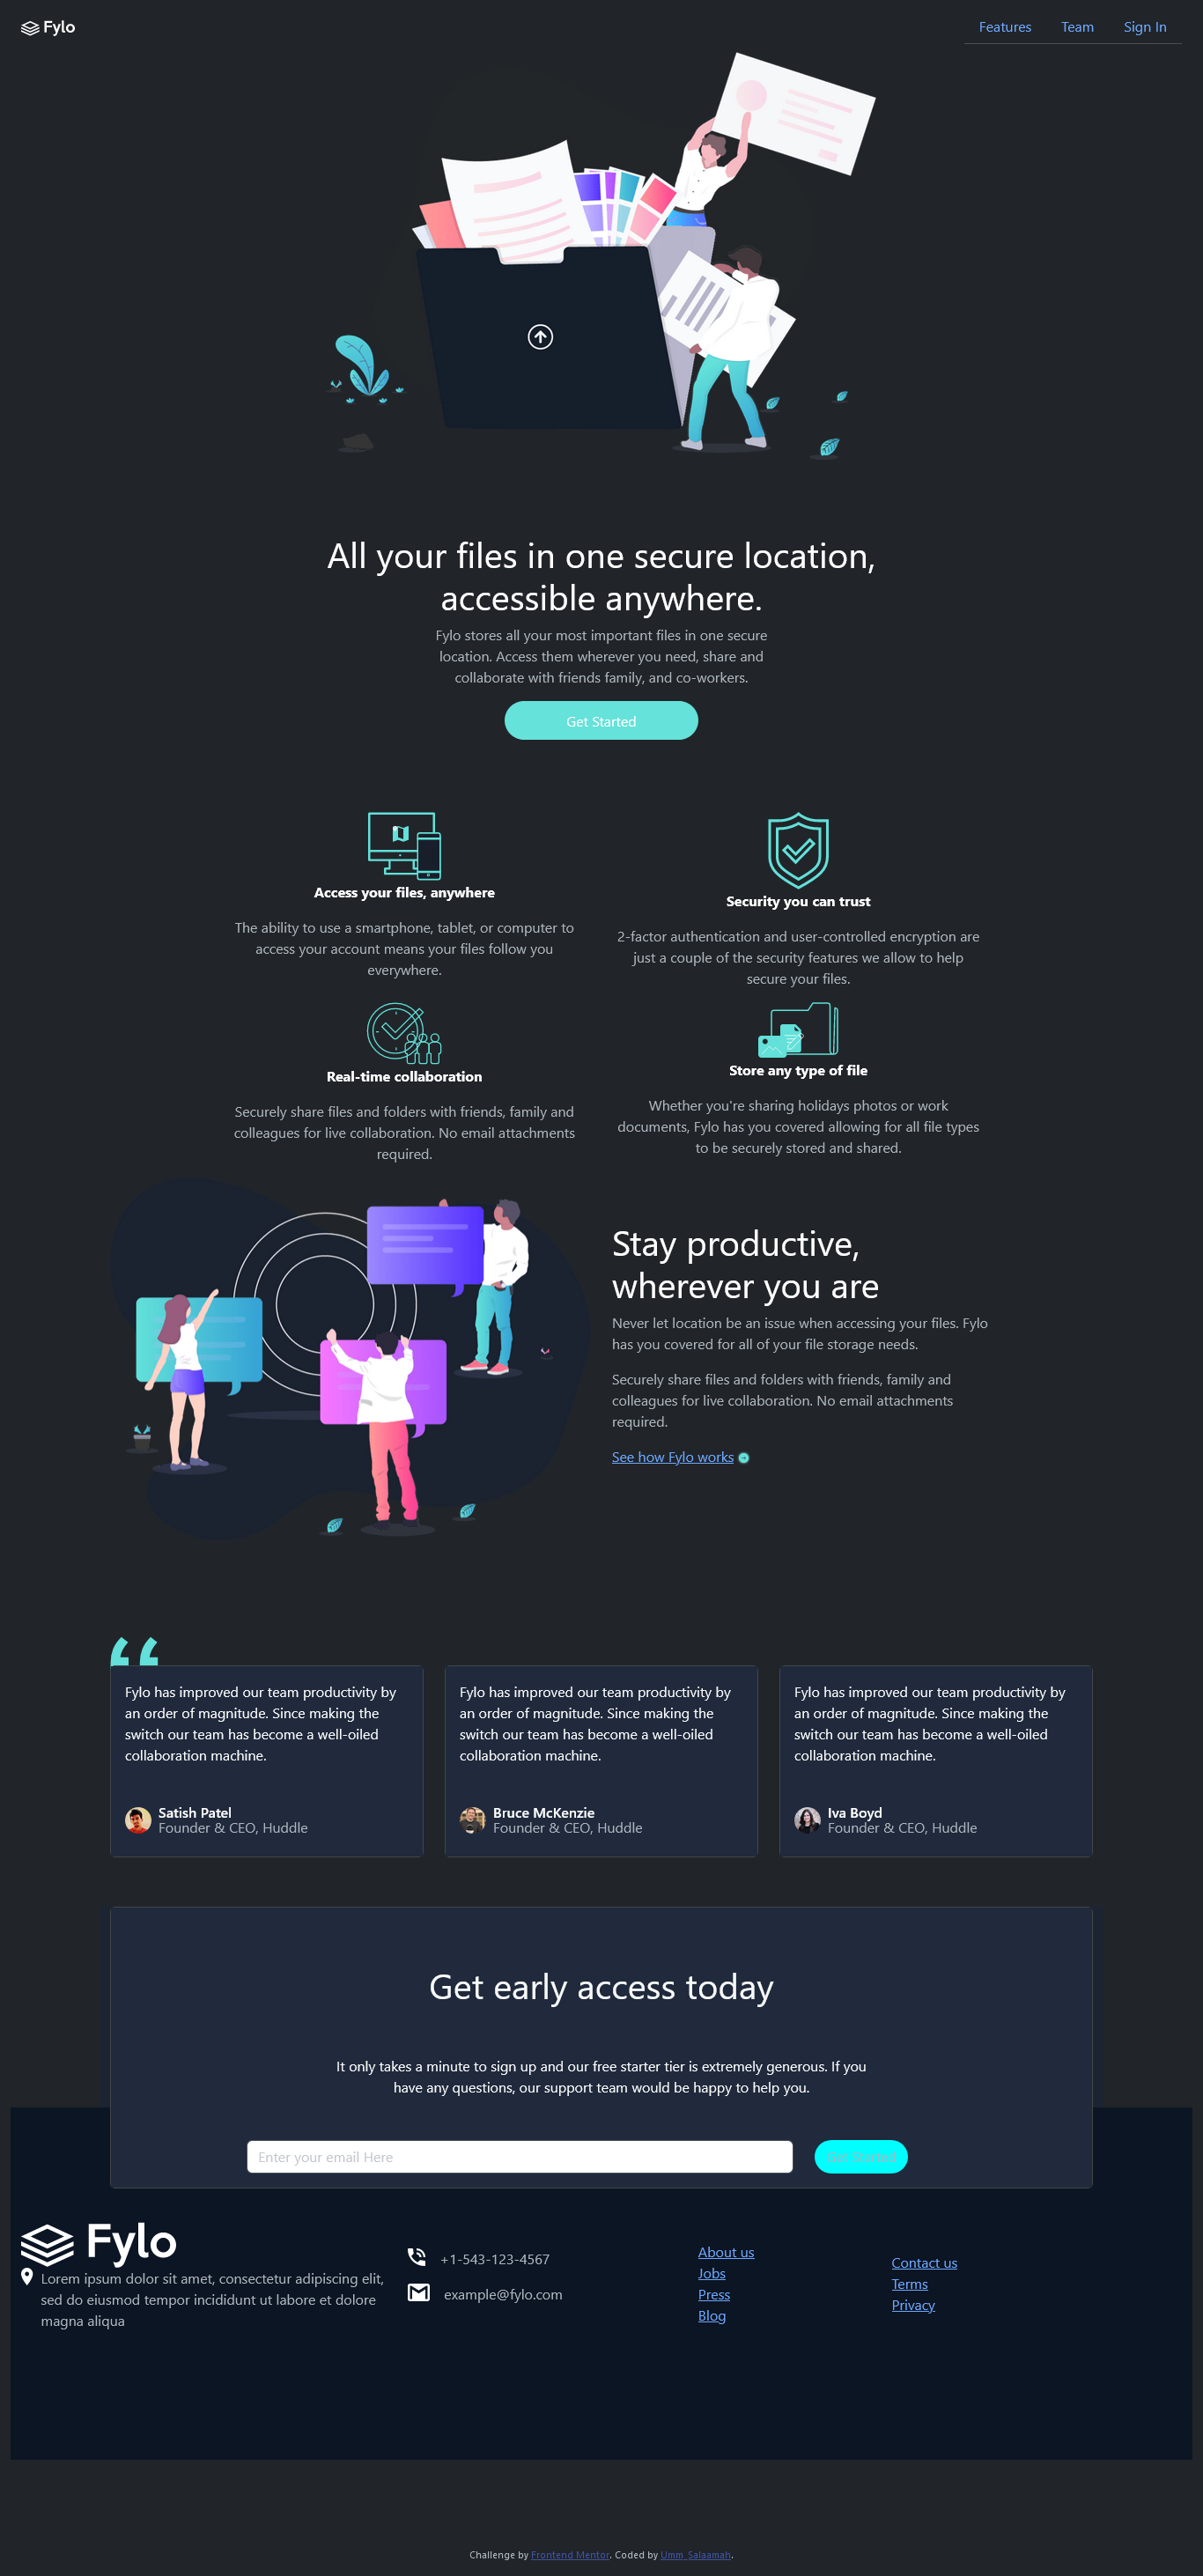 Fylo
Features Team Sign In
All your files in one secure location,
accessible anywhere.
Fylo stores all your most important files in one secure
location. Access them wherever you need, share and
collaborate with friends family, and co-workers.
Get Started
Access your files, anywhere
The ability to use a smartphone, tablet, or computer to
access your account means your files follow you
everywhere.
Security you can trust
2-factor authentication and user-controlled encryption are
just a couple of the security features we allow to help
secure your files.
Real-time collaboration
Securely share files and folders with friends, family and
colleagues for live collaboration. No email attachments
required.
Store any type of file
Whether you're sharing holidays photos or work
documents, Fylo has you covered allowing for all file types
to be securely stored and shared.
Stay productive,
wherever you are
Never let location be an issue when accessing your files. Fylo
has you covered for all of your file storage needs.
Securely share files and folders with friends, family and
colleagues for live collaboration. No email attachments
required.
See how Fylo works
Fylo has improved our team productivity by
an order of magnitude. Since making the
switch our team has become a well-oiled
collaboration machine.
Satish Patel
Founder & CEO, Huddle
Fylo has improved our team productivity by
an order of magnitude. Since making the
switch our team has become a well-oiled
collaboration machine.
Bruce McKenzie
Founder & CEO, Huddle
Fylo has improved our team productivity by
an order of magnitude. Since making the
switch our team has become a well-oiled
collaboration machine.
Iva Boyd
Founder & CEO, Huddle
Get early access today
It only takes a minute to sign up and our free starter tier is extremely generous. If you
have any questions, our support team would be happy to help you.
Enter your email Here
Get Started
Fylo
Lorem ipsum dolor sit amet, consectetur adipiscing elit,
sed do eiusmod tempor incididunt ut labore et dolore
magna aliqua
+1-543-123-4567
example@fylo.com
About us
Jobs
Press
Blog
Contact us
Terms
Privacy
Challenge by Frontend Mentor. Coded by Umm_Salaamah.